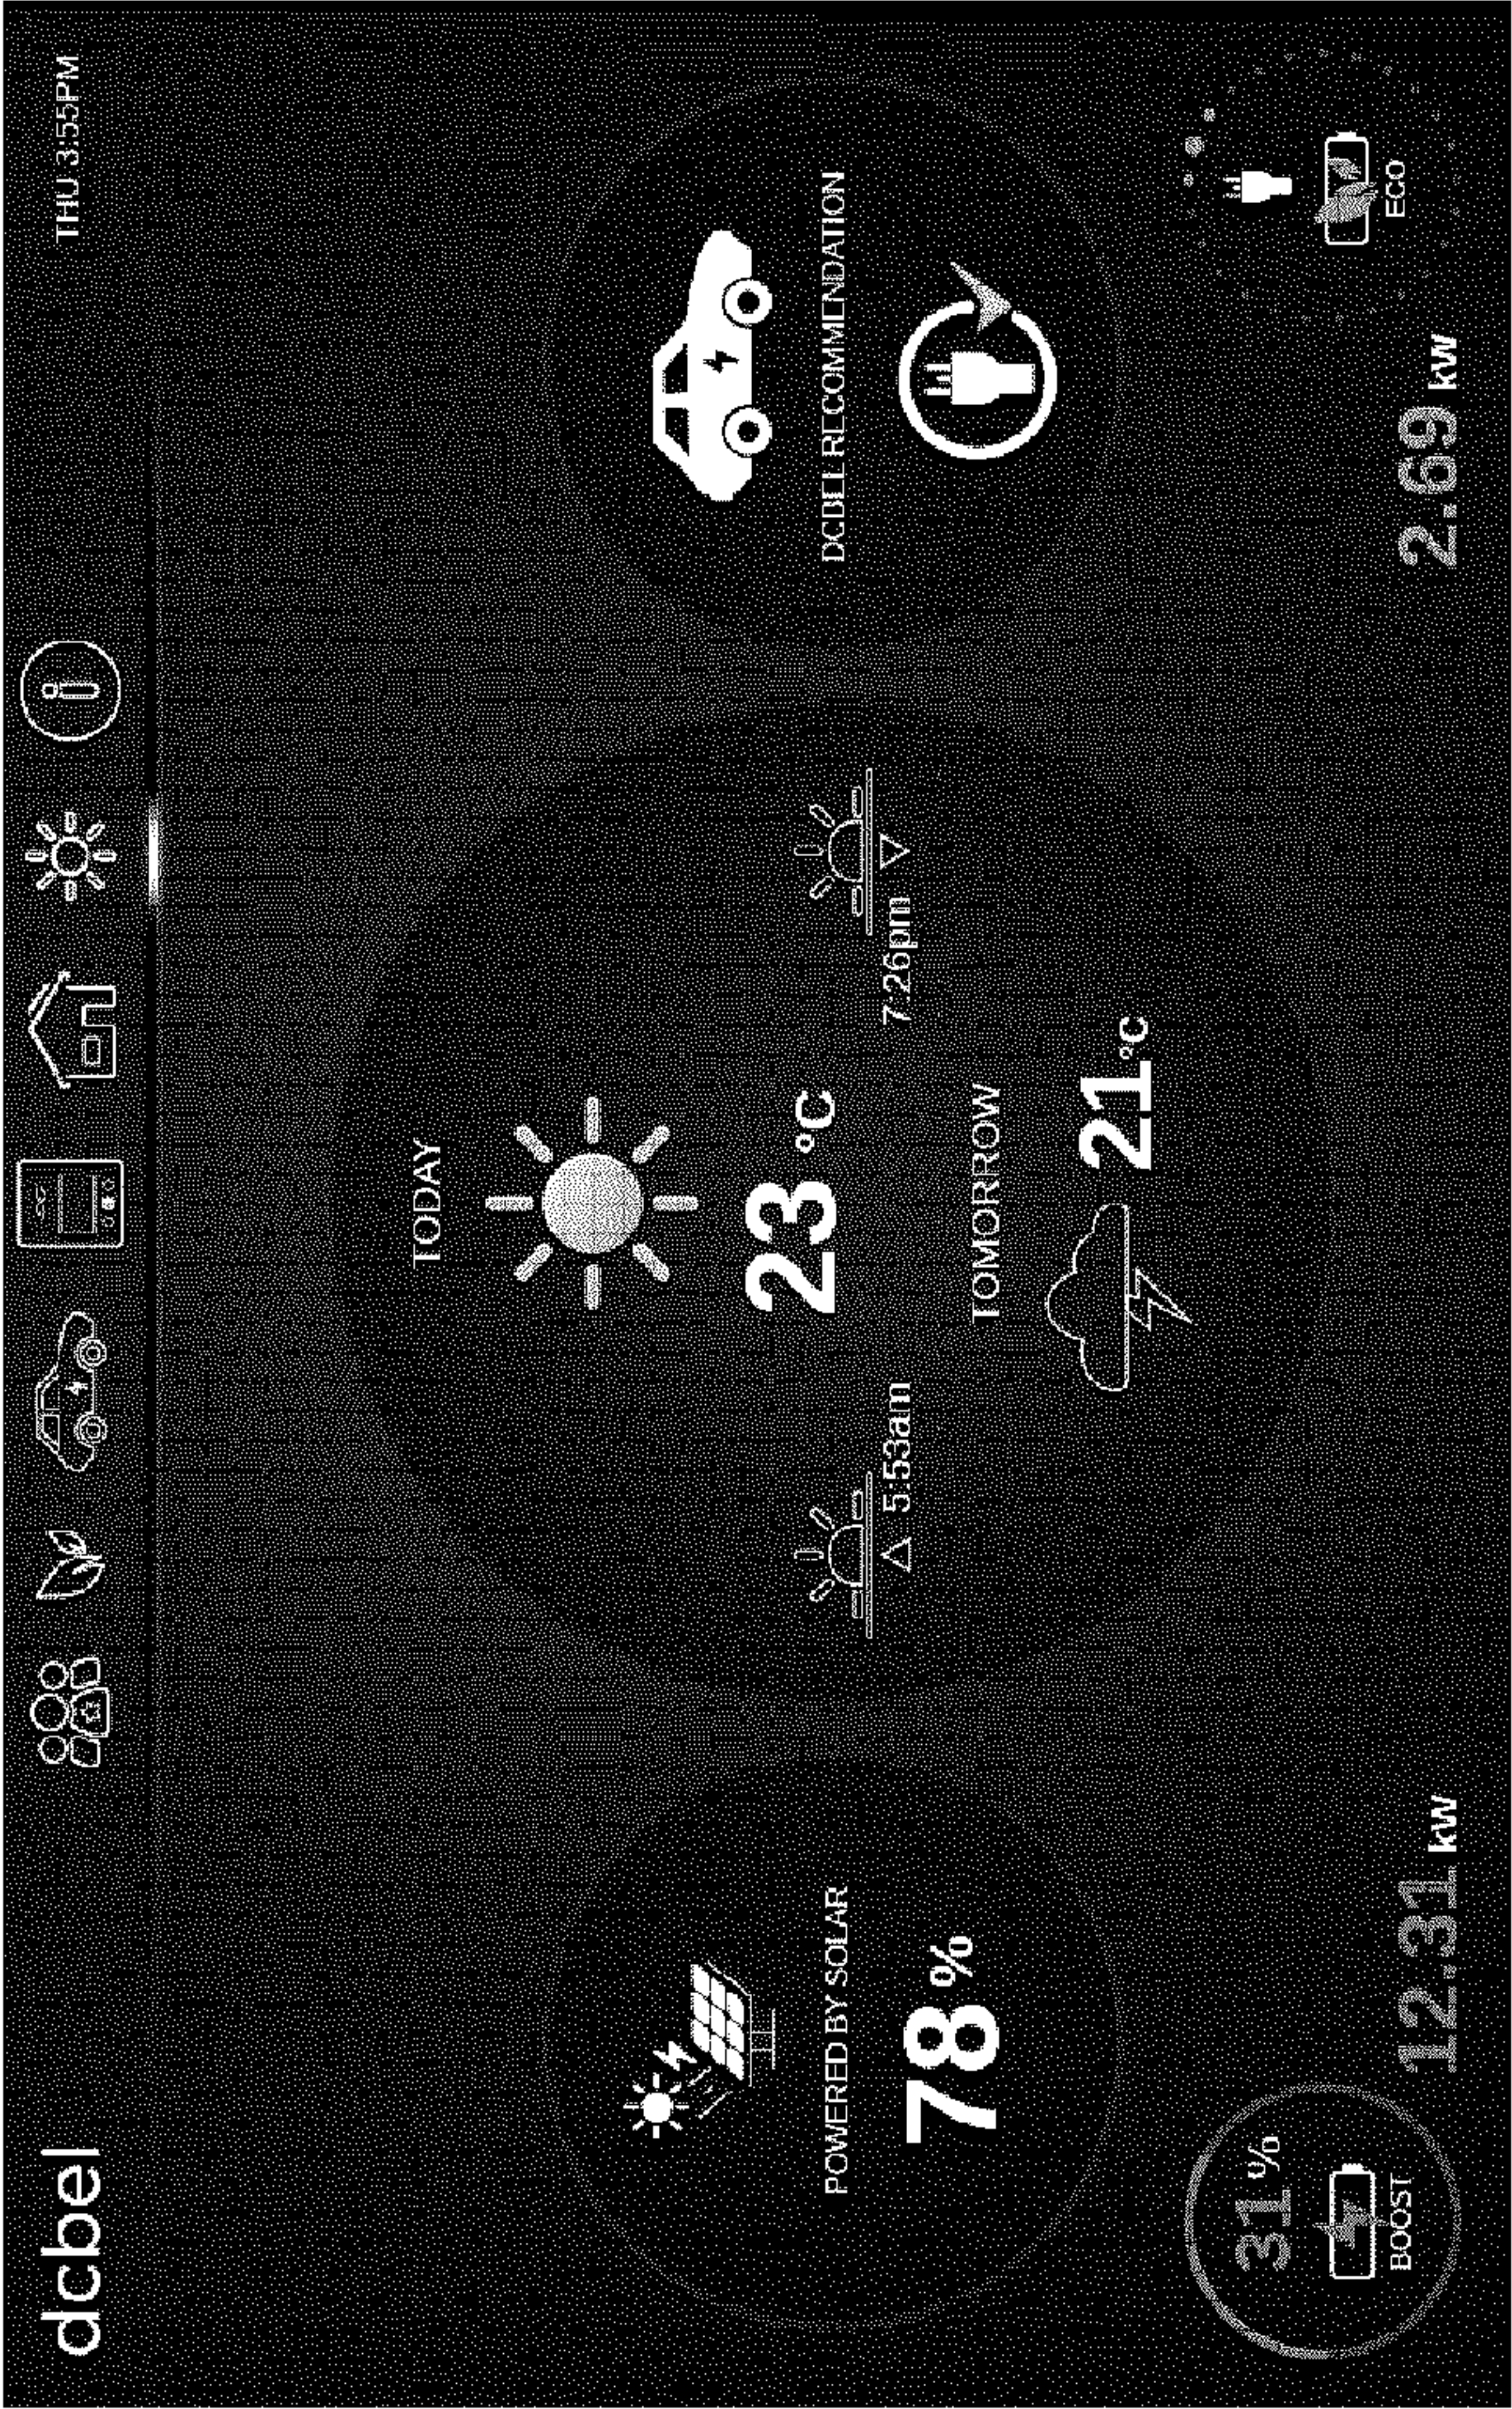 dcbel
THU 3:55PM
TODAY
23 °C
5:53am
7:26pm
TOMORROW
21°C
POWERED BY SOLAR
78 %
DCBEL RECOMMENDATION
31 %
BOOST
12.31 kW
2.69 kW
ECO